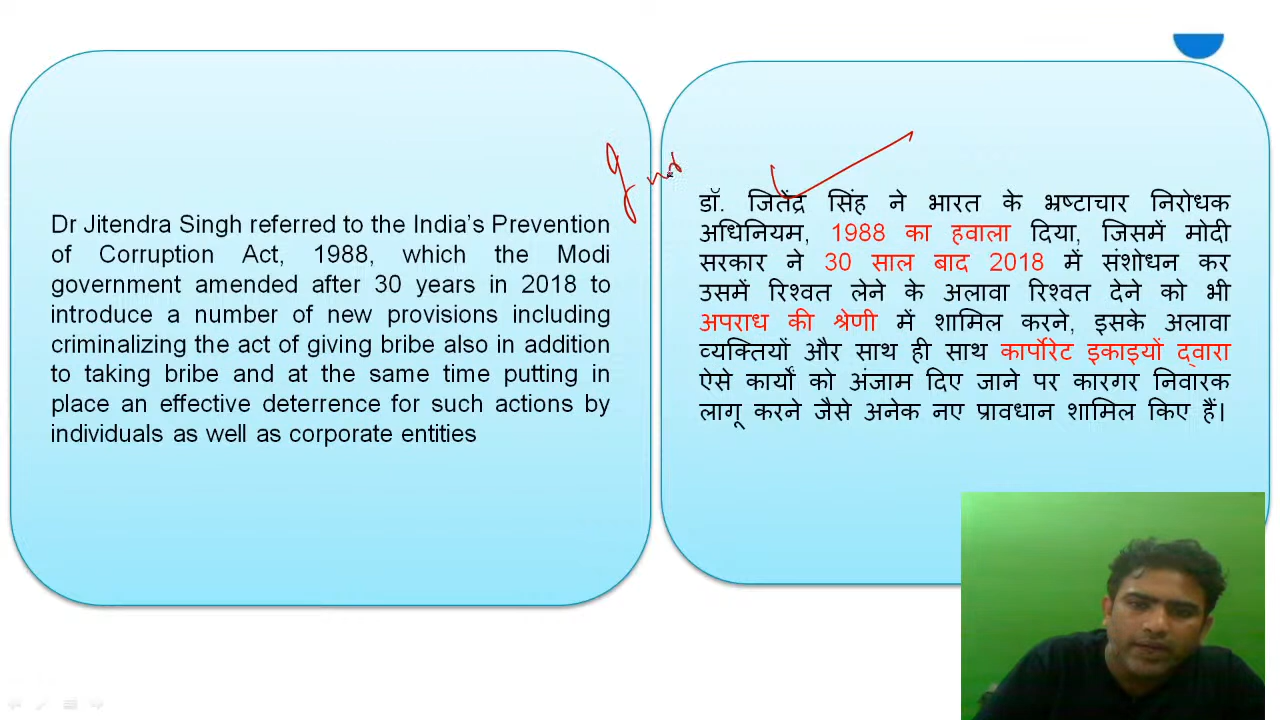 Dr Jitendra Singh referred to the India's Prevention
of Corruption Act, 1988, which the Modi
government amended after 30 years in 2018 to
introduce a number of new provisions including
criminalizing the act of giving bribe also in addition
to taking bribe and at the same time putting in
place an effective deterrence for such actions by
individuals as well as corporate entities
डॉ. जितेंद्र सिंह ने भारत के भ्रष्टाचार निरोधक
अधिनियम, 1988 का हवाला दिया, जिसमें मोदी
सरकार ने 30 साल बाद 2018 में संशोधन कर
उसमें रिश्वत लेने के अलावा रिश्वत देने को भी
अपराध की श्रेणी में शामिल करने, इसके अलावा
व्यक्तियों और साथ ही साथ कार्पोरेट इकाइयों द्वारा
ऐसे कार्यों को अंजाम दिए जाने पर कारगर निवारक
लागू करने जैसे अनेक नए प्रावधान शामिल किए हैं।